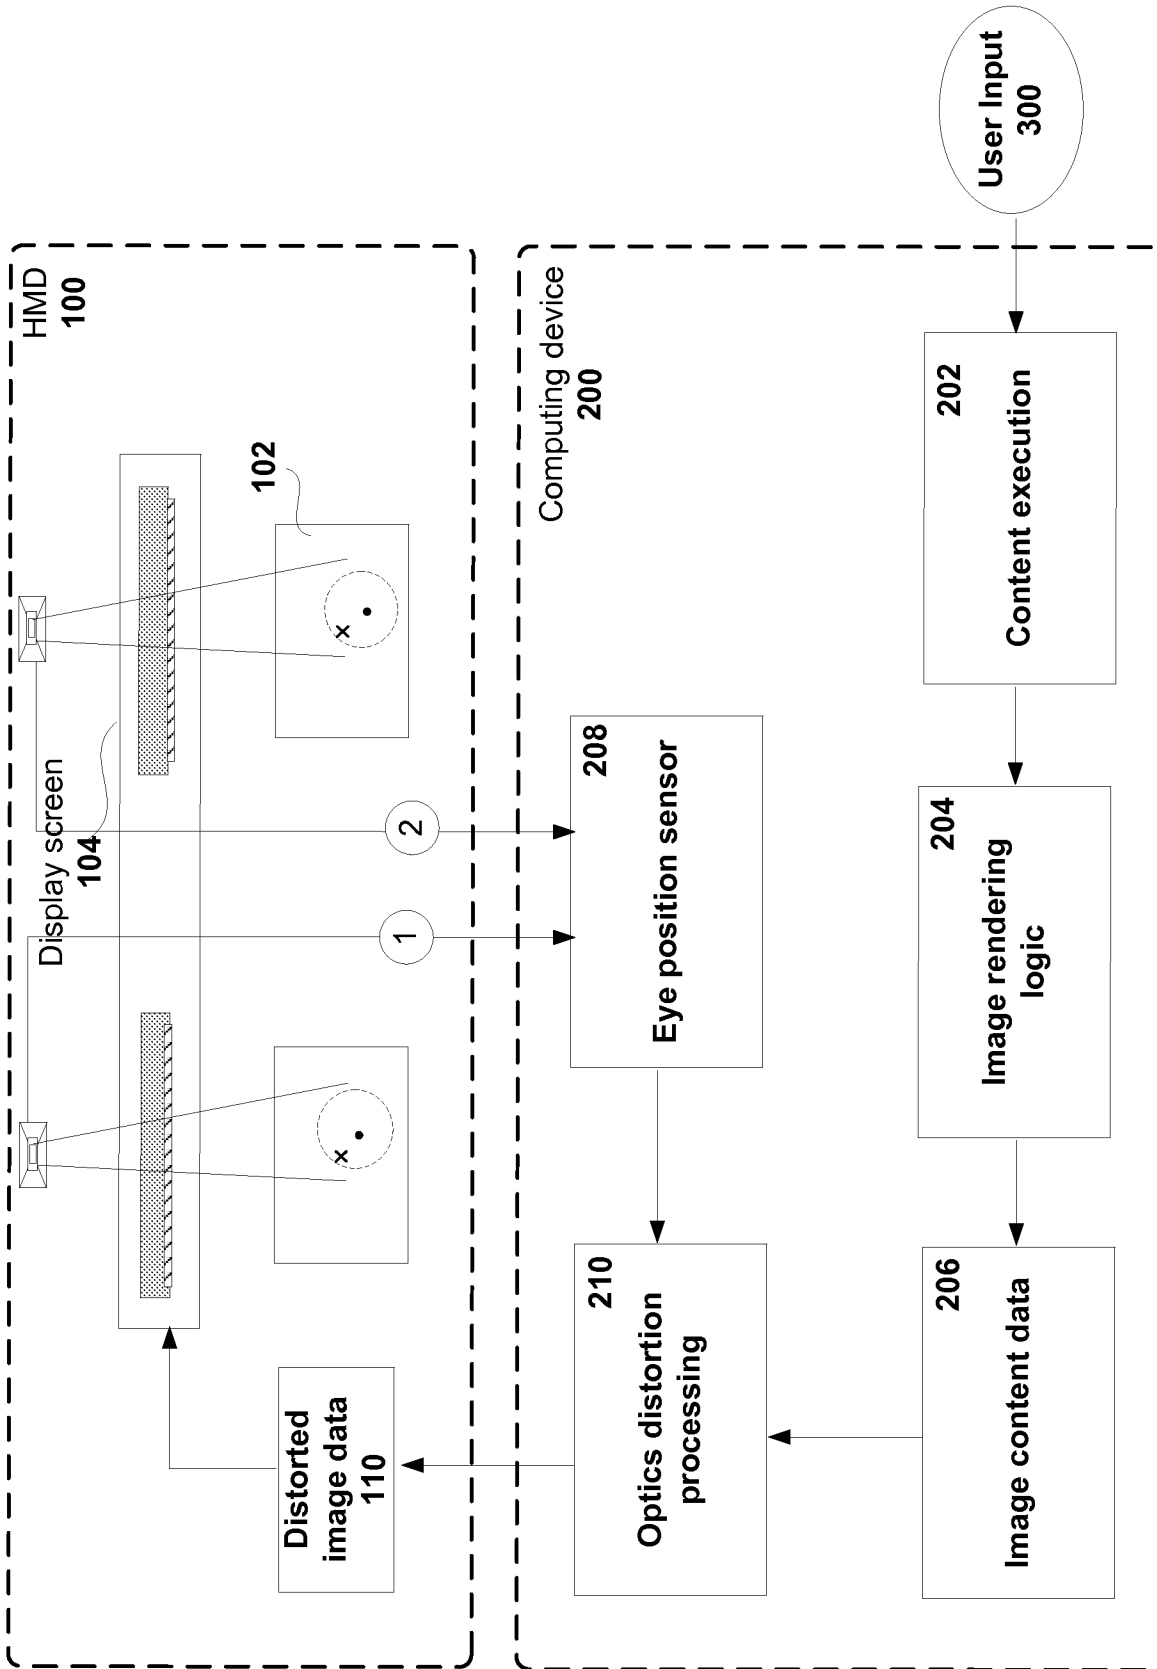 HMD
100
Display screen
104
102
Distorted
image data
110
1
2
Computing device
200
208
Eye position sensor
210
Optics distortion
processing
User Input
300
202
Content execution
204
Image rendering
logic
206
Image content data
x
x